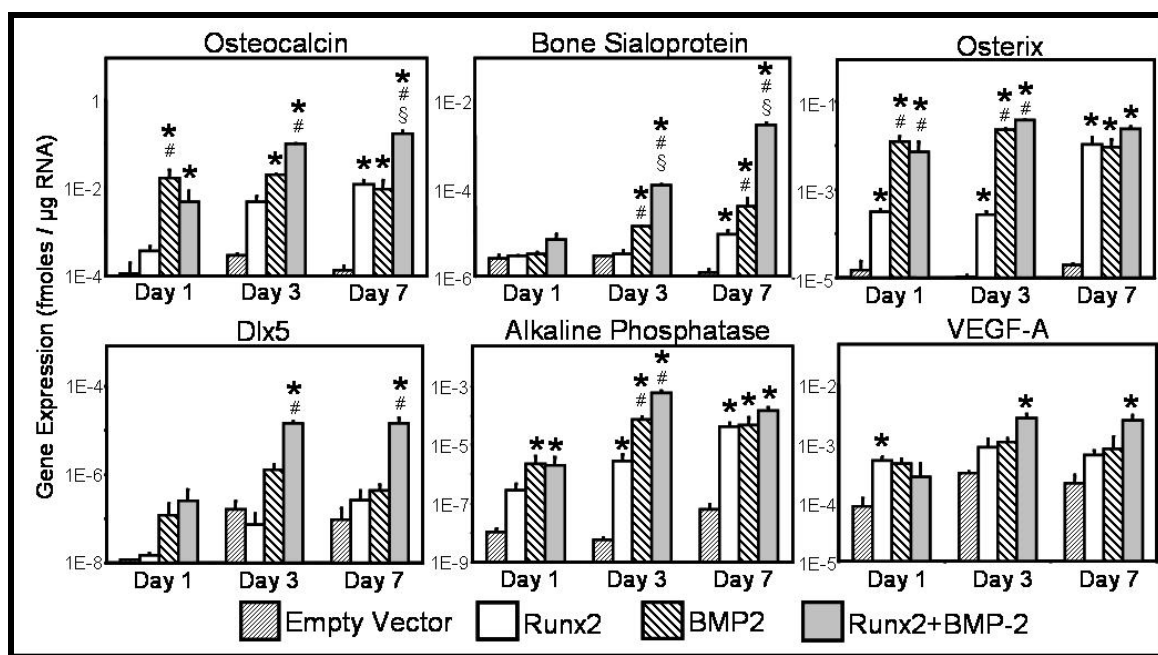 Osteocalcin
Bone Sialoprotein
Osterix
Gene Expression (fmoles / µg RNA)
1
1E-2
1E-4
*
#
*
*
*
#
*
*
*
#
§
Day 1 Day 3 Day 7
1E-2
1E-4
1E-6
*
#
*
#
§
*
*
#
*
#
§
Day 1 Day 3 Day 7
1E-1
1E-3
1E-5
*
*
#
*
#
*
*
#
*
#
*
*
*
Day 1 Day 3 Day 7
Dlx5
Alkaline Phosphatase
VEGF-A
1E-4
1E-6
1E-8
*
#
*
#
Day 1 Day 3 Day 7
1E-3
1E-5
1E-7
1E-9
*
*
*
*
#
*
#
*
*
*
Day 1 Day 3 Day 7
1E-2
1E-3
1E-4
1E-5
*
*
*
Day 1 Day 3 Day 7
Empty Vector Runx2 BMP2 Runx2+BMP-2